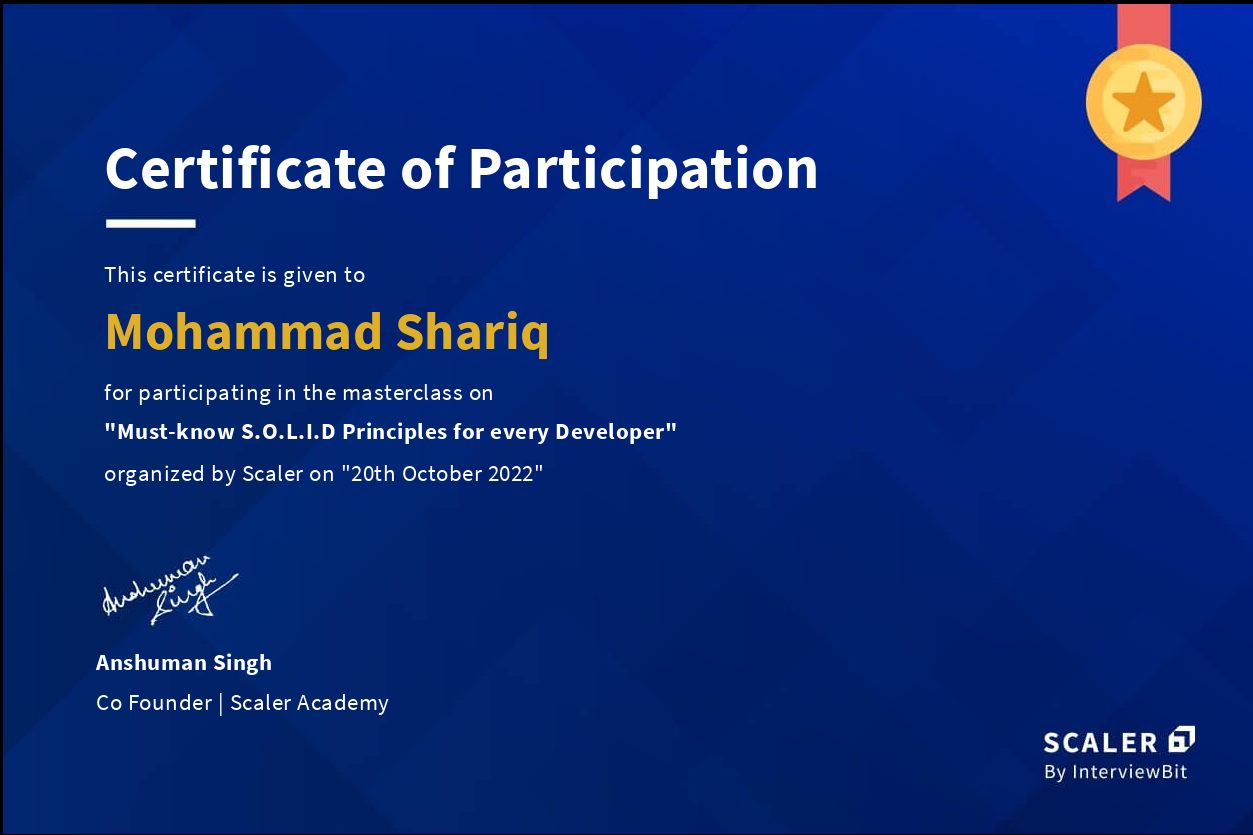 Certificate of Participation
This certificate is given to
Mohammad Shariq
for participating in the masterclass on
"Must-know S.O.L.I.D Principles for every Developer"
organized by Scaler on "20th October 2022"
Anshuman
Singh
Anshuman Singh
Co Founder | Scaler Academy
SCALER
By InterviewBit